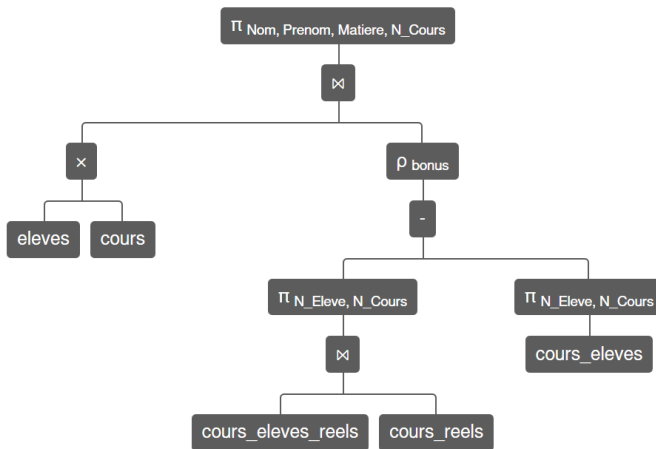 π Nom, Prenom, Matiere, N_Cours
⋈
×
ρ bonus
eleves
cours
-
π N_Eleve, N_Cours
π N_Eleve, N_Cours
⋈
cours_eleves
cours_eleves_reels
cours_reels